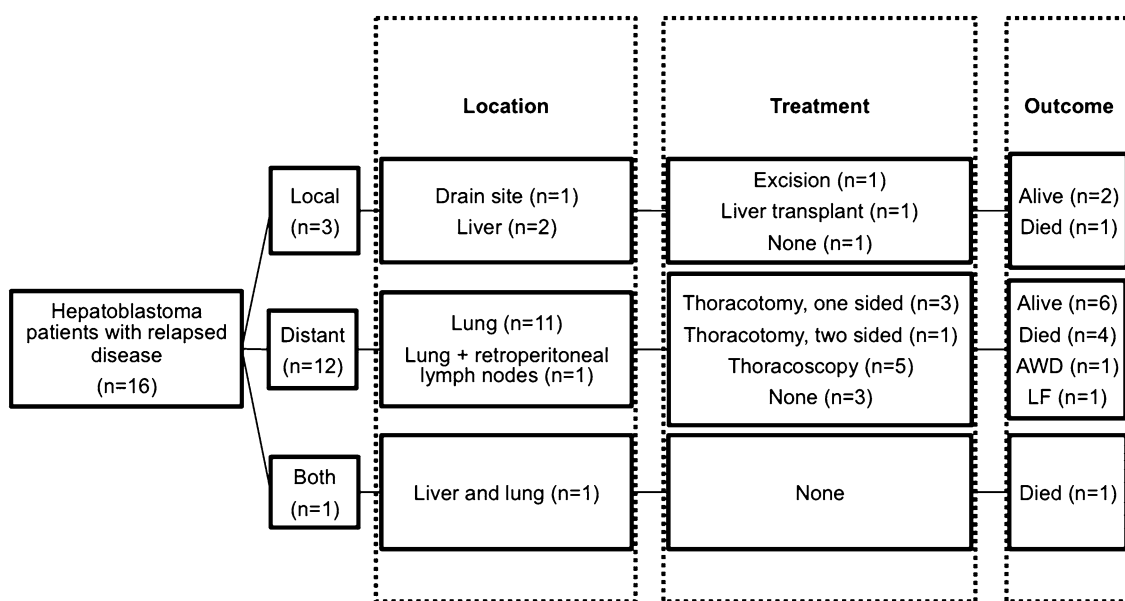 Location
Treatment
Outcome
Hepatoblastoma
patients with relapsed
disease
(n=16)
Local
(n=3)
Drain site (n=1)
Liver (n=2)
Excision (n=1)
Liver transplant (n=1)
None (n=1)
Alive (n=2)
Died (n=1)
Distant
(n=12)
Lung (n=11)
Lung + retroperitoneal
lymph nodes (n=1)
Thoracotomy, one sided (n=3)
Thoracotomy, two sided (n=1)
Thoracoscopy (n=5)
None (n=3)
Alive (n=6)
Died (n=4)
AWD (n=1)
LF (n=1)
Both
(n=1)
Liver and lung (n=1)
None
Died (n=1)